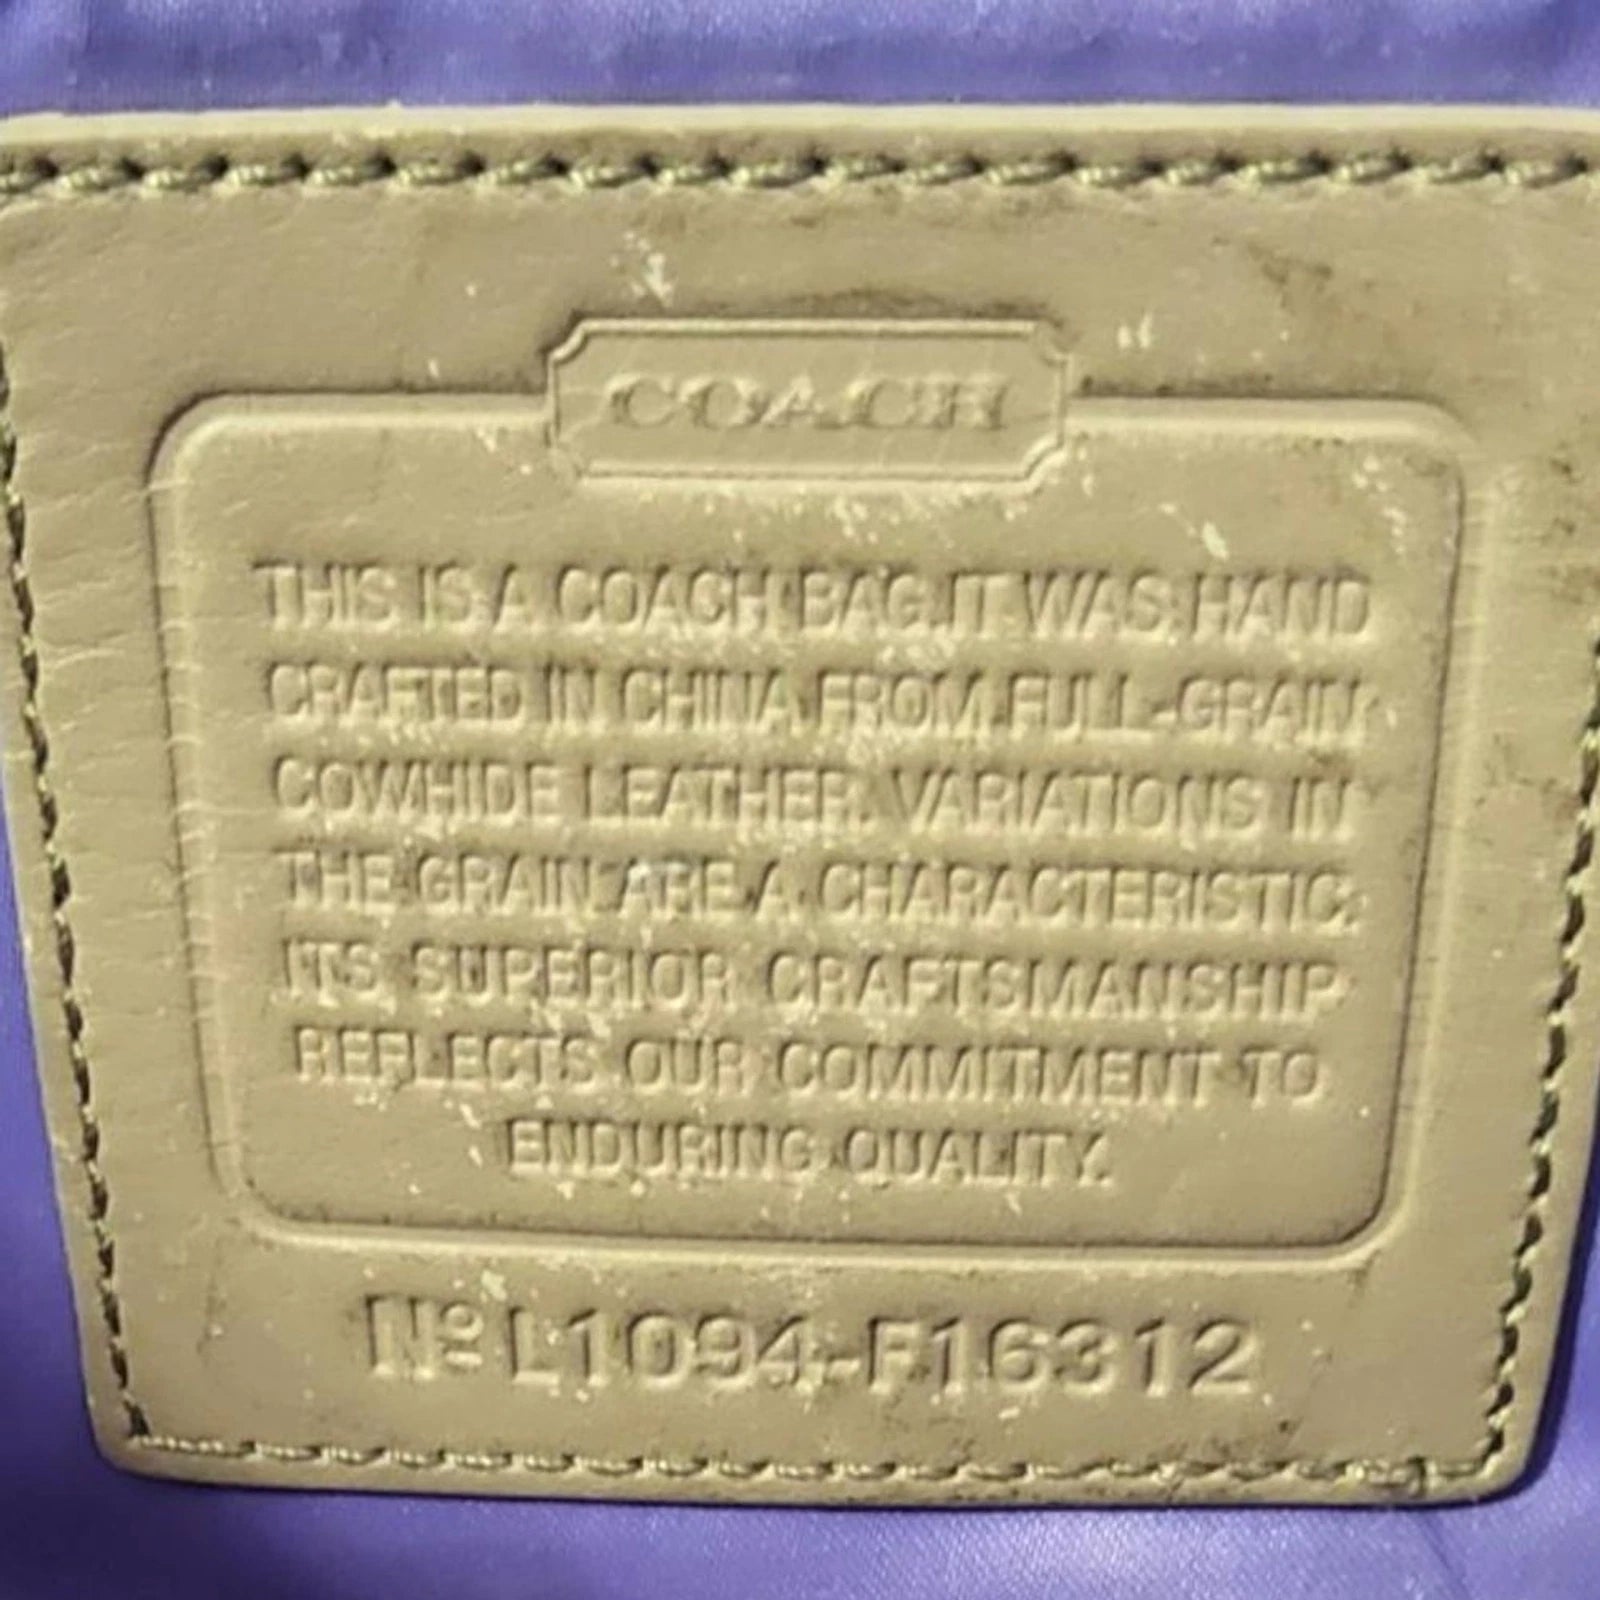 COACH
THIS IS A COACH BAG. IT WAS HAND
CRAFTED IN CHINA FROM FULL-GRAIN
COWHIDE LEATHER. VARIATIONS IN
THE GRAIN ARE A CHARACTERISTIC.
ITS SUPERIOR CRAFTSMANSHIP
REFLECTS OUR COMMITMENT TO
ENDURING QUALITY.
Nº L1094-F16312